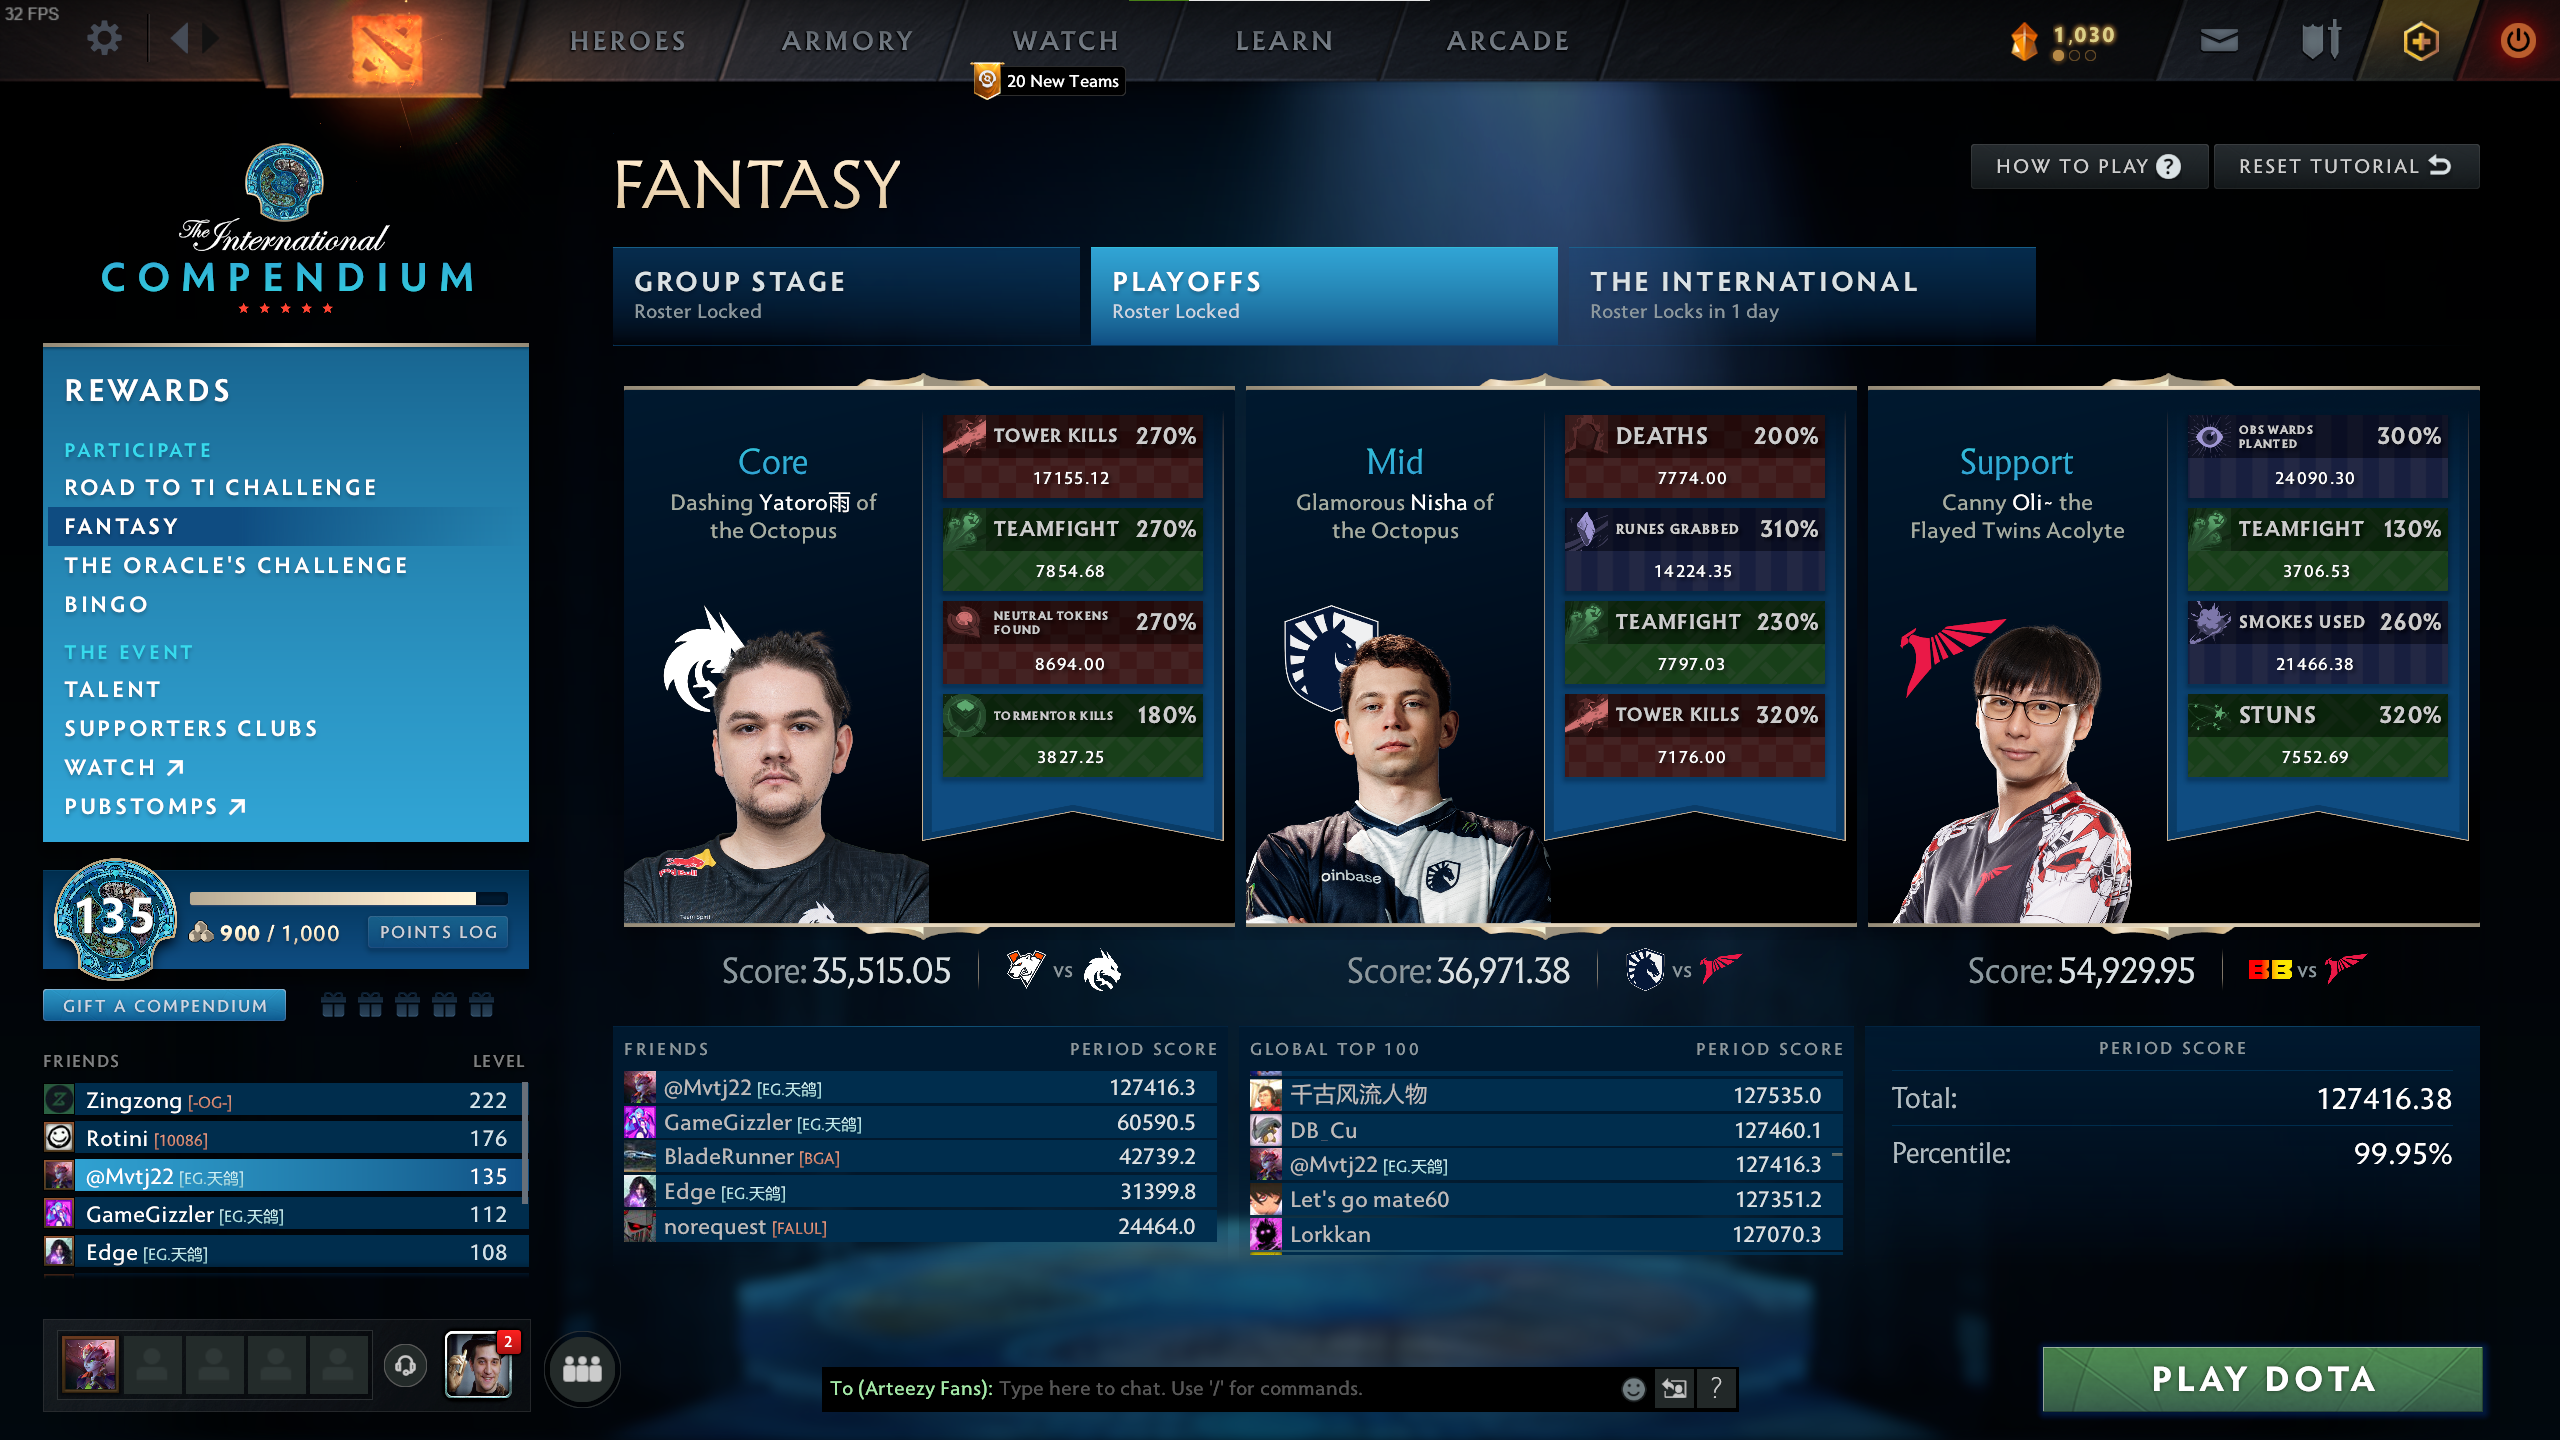 32 FPS
HEROES
ARMORY
WATCH
LEARN
ARCADE
1,030
20 New Teams
The International
COMPENDIUM
FANTASY
HOW TO PLAY ?
RESET TUTORIAL
GROUP STAGE
Roster Locked
PLAYOFFS
Roster Locked
THE INTERNATIONAL
Roster Locks in 1 day
REWARDS
PARTICIPATE
ROAD TO TI CHALLENGE
FANTASY
THE ORACLE'S CHALLENGE
BINGO
THE EVENT
TALENT
SUPPORTERS CLUBS
WATCH
PUBSTOMPS
135
900 / 1,000
POINTS LOG
GIFT A COMPENDIUM
FRIENDS LEVEL
Zingzong [-OG-] 222
Rotini [10086] 176
@Mvtj22 [EG.天鸽] 135
GameGizzler [EG.天鸽] 112
Edge [EG.天鸽] 108
Core
Dashing Yatoro雨 of
the Octopus
TOWER KILLS 270%
17155.12
TEAMFIGHT 270%
7854.68
NEUTRAL TOKENS
FOUND
270%
8694.00
TORMENTOR KILLS 180%
3827.25
Red Bull
Team Spirit
Score: 35,515.05
vs
Mid
Glamorous Nisha of
the Octopus
DEATHS 200%
7774.00
RUNES GRABBED 310%
14224.35
TEAMFIGHT 230%
7797.03
TOWER KILLS 320%
7176.00
oinbase
Score: 36,971.38
vs
Support
Canny Oli~ the
Flayed Twins Acolyte
OBS WARDS
PLANTED
300%
24090.30
TEAMFIGHT 130%
3706.53
SMOKES USED 260%
21466.38
STUNS 320%
7552.69
Score: 54,929.95
BB vs
FRIENDS PERIOD SCORE
@Mvtj22 [EG.天鸽] 127416.3
GameGizzler [EG.天鸽] 60590.5
BladeRunner [BGA] 42739.2
Edge [EG.天鸽] 31399.8
norequest [FALUL] 24464.0
GLOBAL TOP 100 PERIOD SCORE
千古风流人物 127535.0
DB_Cu 127460.1
@Mvtj22 [EG.天鸽] 127416.3
Let's go mate60 127351.2
Lorkkan 127070.3
PERIOD SCORE
Total: 127416.38
Percentile: 99.95%
2
To (Arteezy Fans): Type here to chat. Use '/' for commands.
?
PLAY DOTA